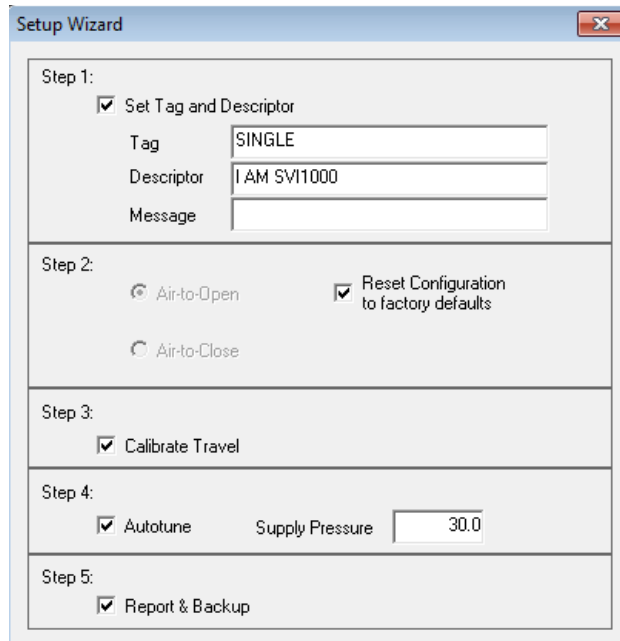 Setup Wizard
Step 1:
Set Tag and Descriptor
Tag SINGLE
Descriptor I AM SVI1000
Message
Step 2:
Air-to-Open
Reset Configuration
to factory defaults
Air-to-Close
Step 3:
Calibrate Travel
Step 4:
Autotune Supply Pressure 30.0
Step 5:
Report & Backup